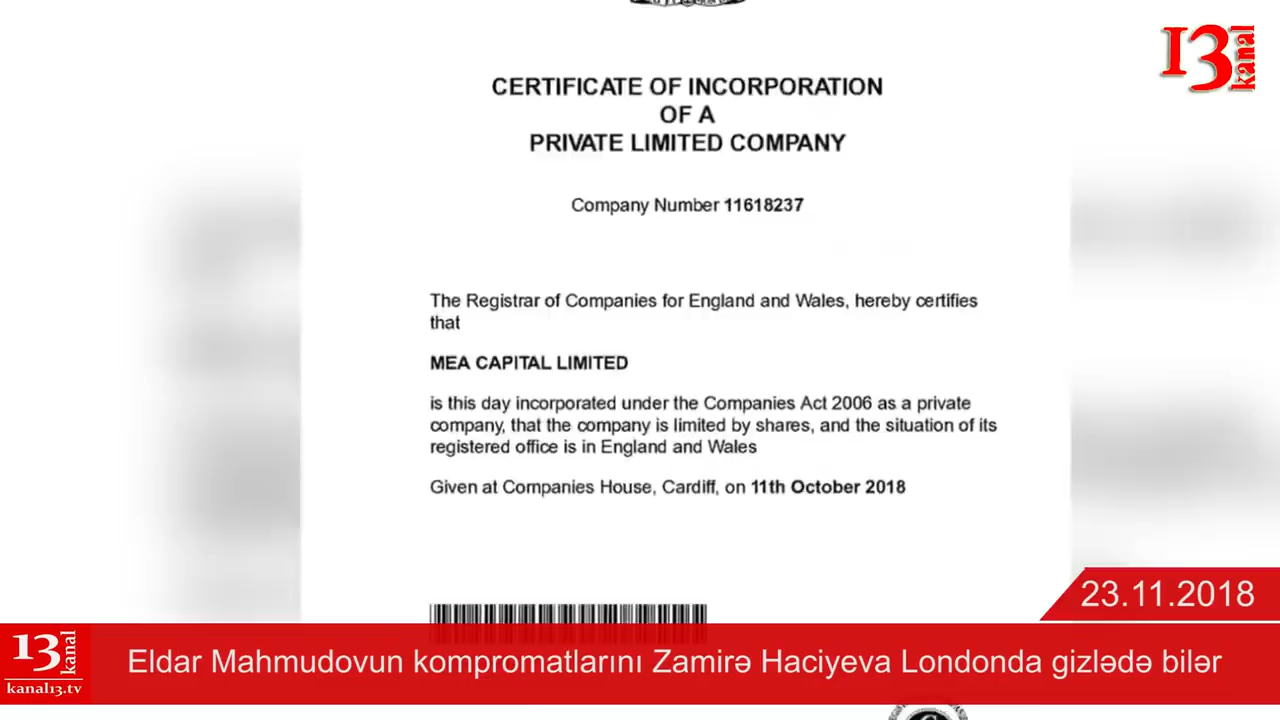 13 kanal
CERTIFICATE OF INCORPORATION
OF A
PRIVATE LIMITED COMPANY
Company Number 11618237
The Registrar of Companies for England and Wales, hereby certifies
that
MEA CAPITAL LIMITED
is this day incorporated under the Companies Act 2006 as a private
company, that the company is limited by shares, and the situation of its
registered office is in England and Wales
Given at Companies House, Cardiff, on 11th October 2018
23.11.2018
13 kanal
kanal13.tv
Eldar Mahmudovun kompromatlarını Zamirə Haciyeva Londonda gizlədə bilər